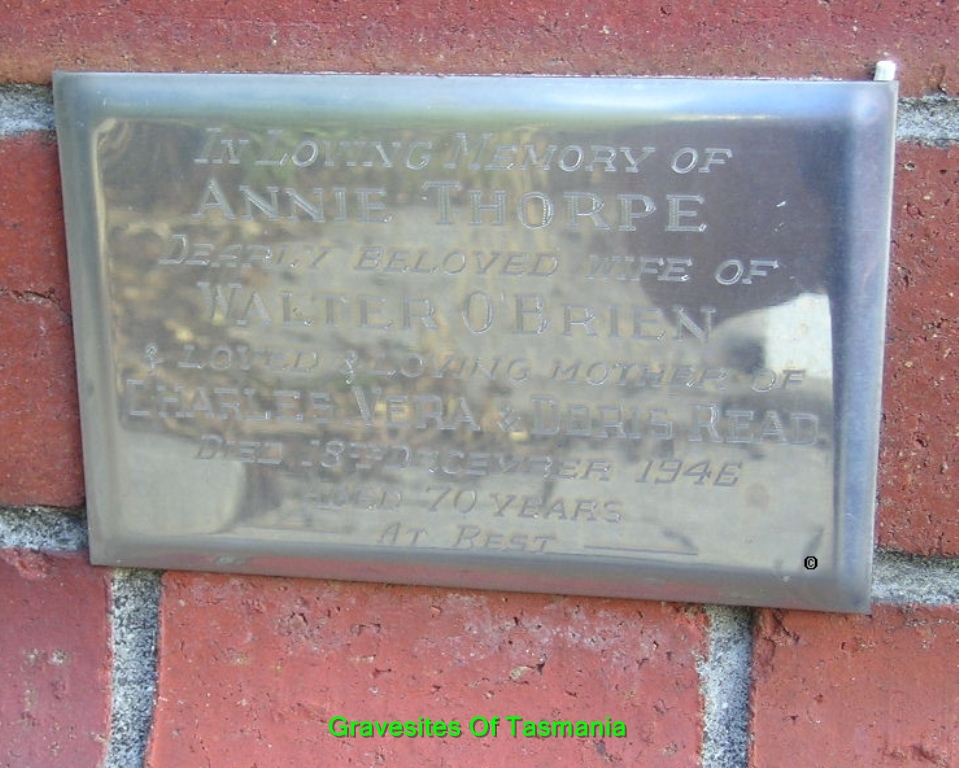 In Loving Memory of
Annie Thorpe
Dearly beloved wife of
Walter O'Brien
& loved & loving mother of
Charles, Vera & Doris Read
Died 18th December 1946
Aged 70 years
At Rest
©
Gravesites Of Tasmania